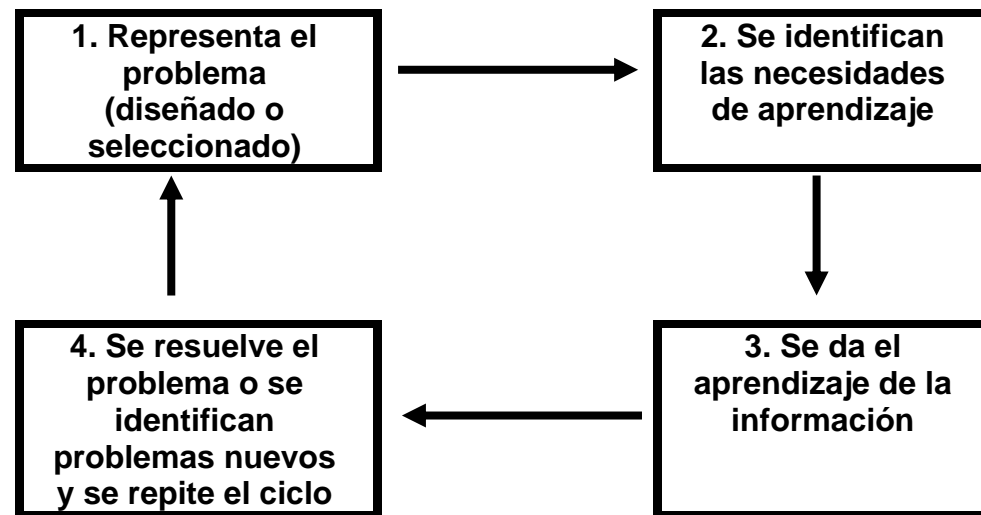 1. Representa el
problema
(diseñado o
seleccionado)
2. Se identifican
las necesidades
de aprendizaje
3. Se da el
aprendizaje de la
información
4. Se resuelve el
problema o se
identifican
problemas nuevos
y se repite el ciclo